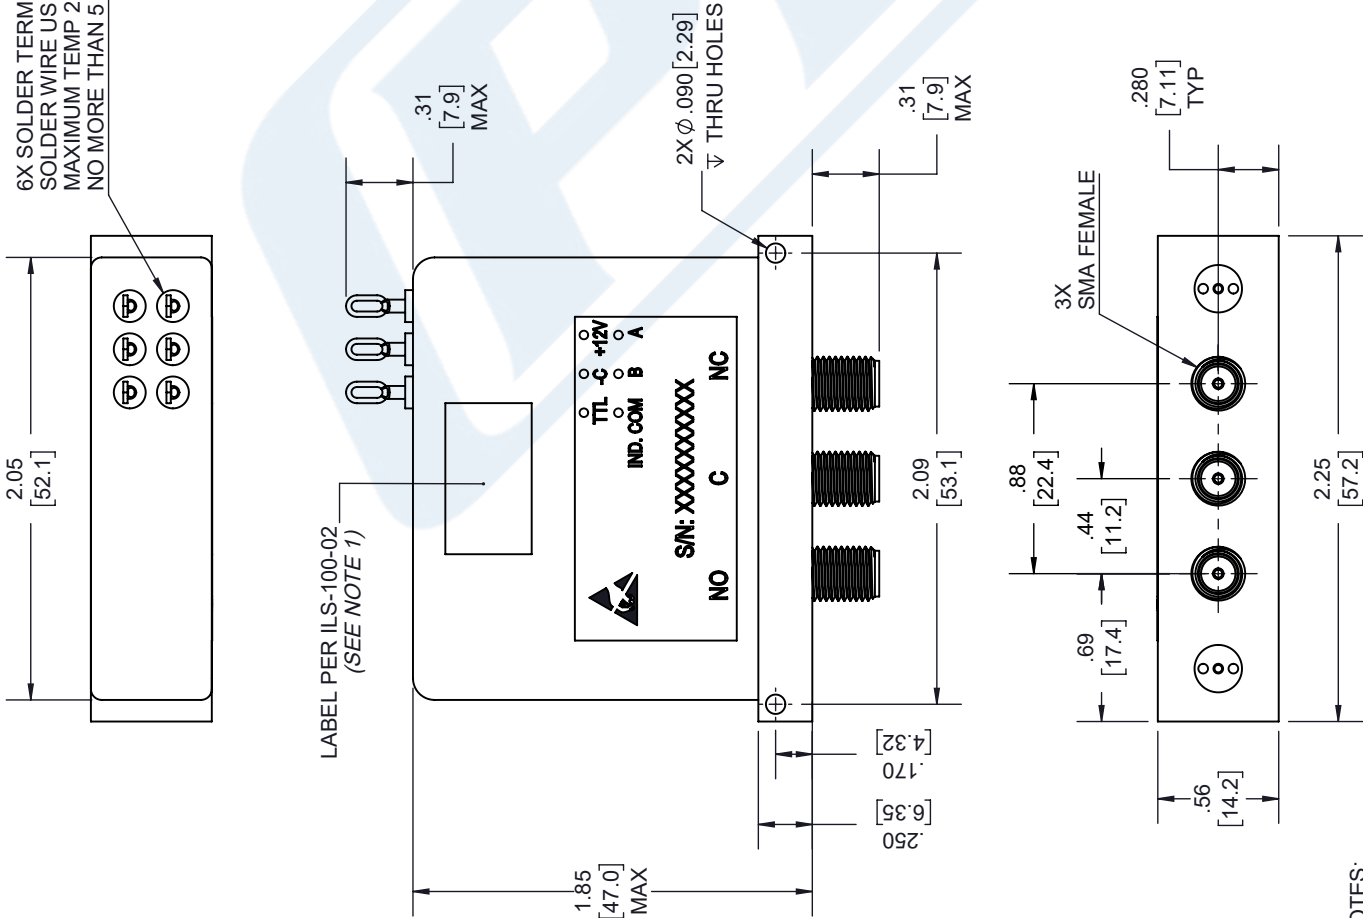 6X SOLDER TERM
SOLDER WIRE US
MAXIMUM TEMP 2
NO MORE THAN 5
2.05
[52.1]
.31
[7.9]
MAX
LABEL PER ILS-100-02
(SEE NOTE 1)
2X ⌀ .090 [2.29]
↧ THRU HOLES
TTL -C +12V
IND. COM B A
S/N: XXXXXXXXXX
NO C NC
.31
[7.9]
MAX
2.09
[53.1]
.170
[4.32]
.250
[6.35]
1.85
[47.0]
MAX
.280
[7.11]
TYP
3X
SMA FEMALE
.88
[22.4]
.44
[11.2]
.69
[17.4]
2.25
[57.2]
.56
[14.2]
OTES: